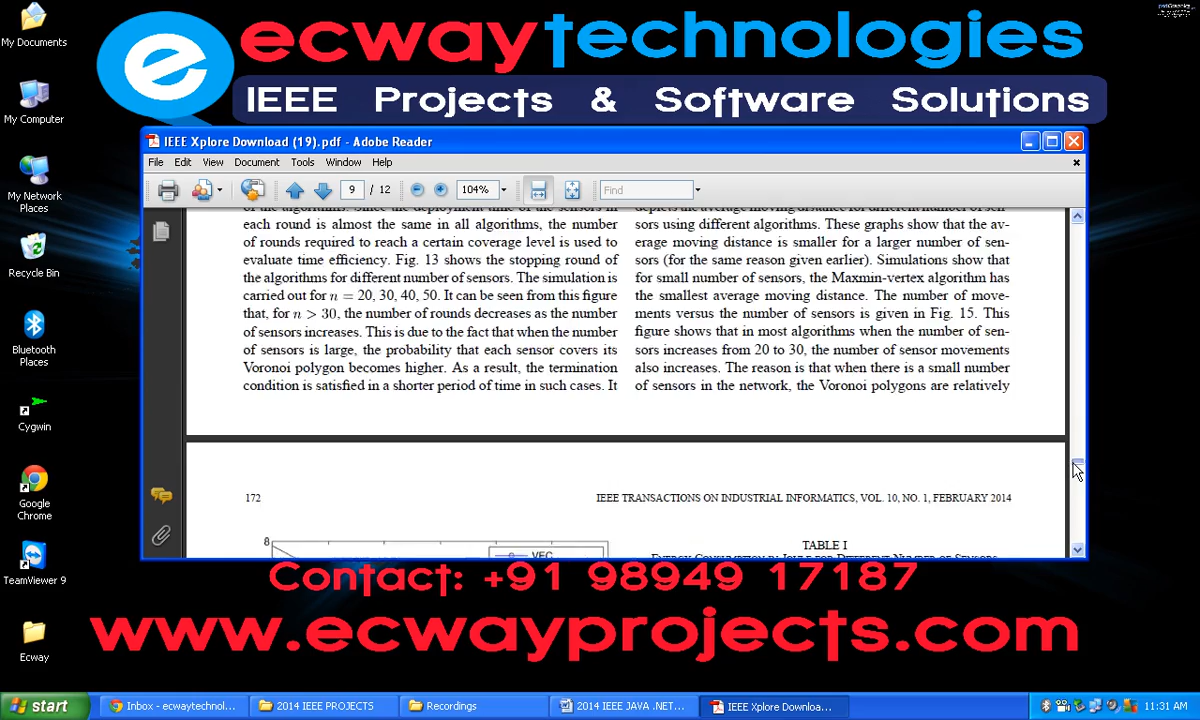 My Documents
My Computer
My Network
Places
Recycle Bin
Bluetooth
Places
Cygwin
Google
Chrome
TeamViewer 9
Ecway
e ecwaytechnologies
IEEE Projects & Software Solutions
IEEE Xplore Download (19).pdf - Adobe Reader
File Edit View Document Tools Window Help
9 / 12 104% Find
each round is almost the same in all algorithms, the number
of rounds required to reach a certain coverage level is used to
evaluate time efficiency. Fig. 13 shows the stopping round of
the algorithms for different number of sensors. The simulation is
carried out for n = 20, 30, 40, 50. It can be seen from this figure
that, for n > 30, the number of rounds decreases as the number
of sensors increases. This is due to the fact that when the number
of sensors is large, the probability that each sensor covers its
Voronoi polygon becomes higher. As a result, the termination
condition is satisfied in a shorter period of time in such cases. It
sors using different algorithms. These graphs show that the av-
erage moving distance is smaller for a larger number of sen-
sors (for the same reason given earlier). Simulations show that
for small number of sensors, the Maxmin-vertex algorithm has
the smallest average moving distance. The number of move-
ments versus the number of sensors is given in Fig. 15. This
figure shows that in most algorithms when the number of sen-
sors increases from 20 to 30, the number of sensor movements
also increases. The reason is that when there is a small number
of sensors in the network, the Voronoi polygons are relatively
172
IEEE TRANSACTIONS ON INDUSTRIAL INFORMATICS, VOL. 10, NO. 1, FEBRUARY 2014
8
VEC
TABLE I
ENERGY CONSUMPTION IN JOULE FOR DIFFERENT NUMBER OF SENSORS
Contact: +91 98949 17187
www.ecwayprojects.com
start
Inbox - ecwaytechnol...
2014 IEEE PROJECTS
Recordings
2014 IEEE JAVA .NET...
IEEE Xplore Downloa...
11:31 AM